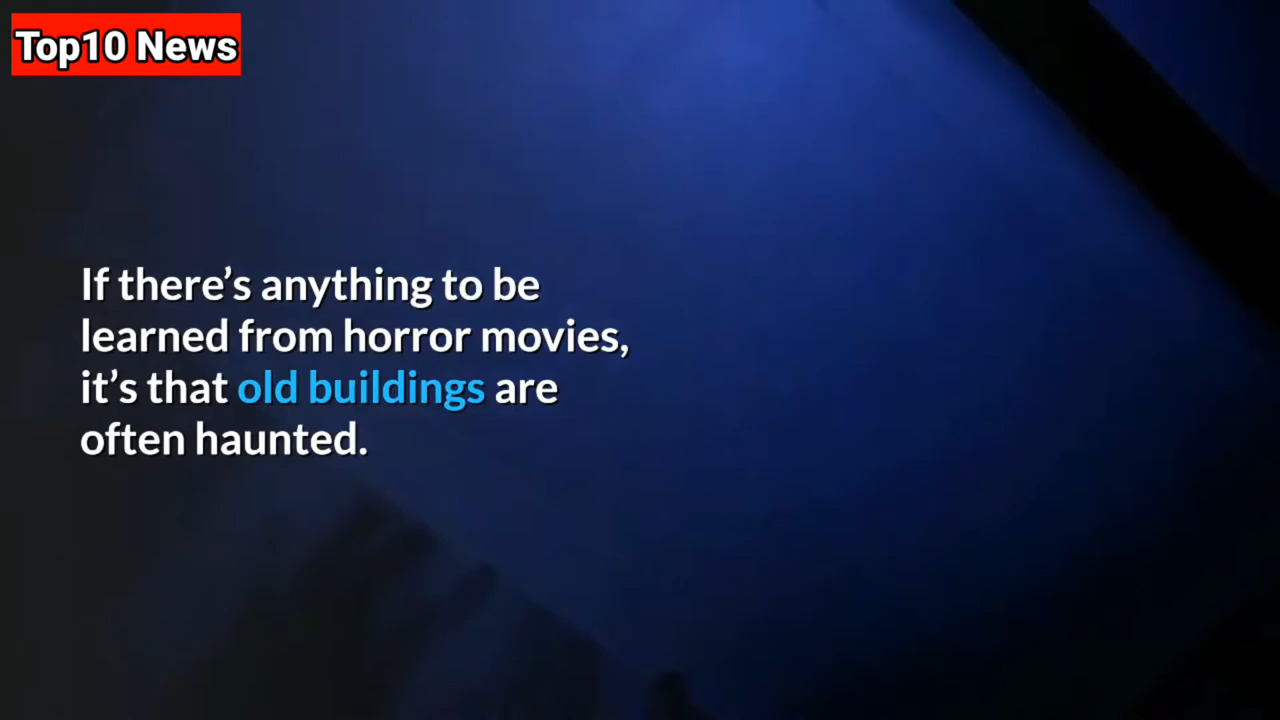 Top10 News
If there’s anything to be
learned from horror movies,
it’s that old buildings are
often haunted.